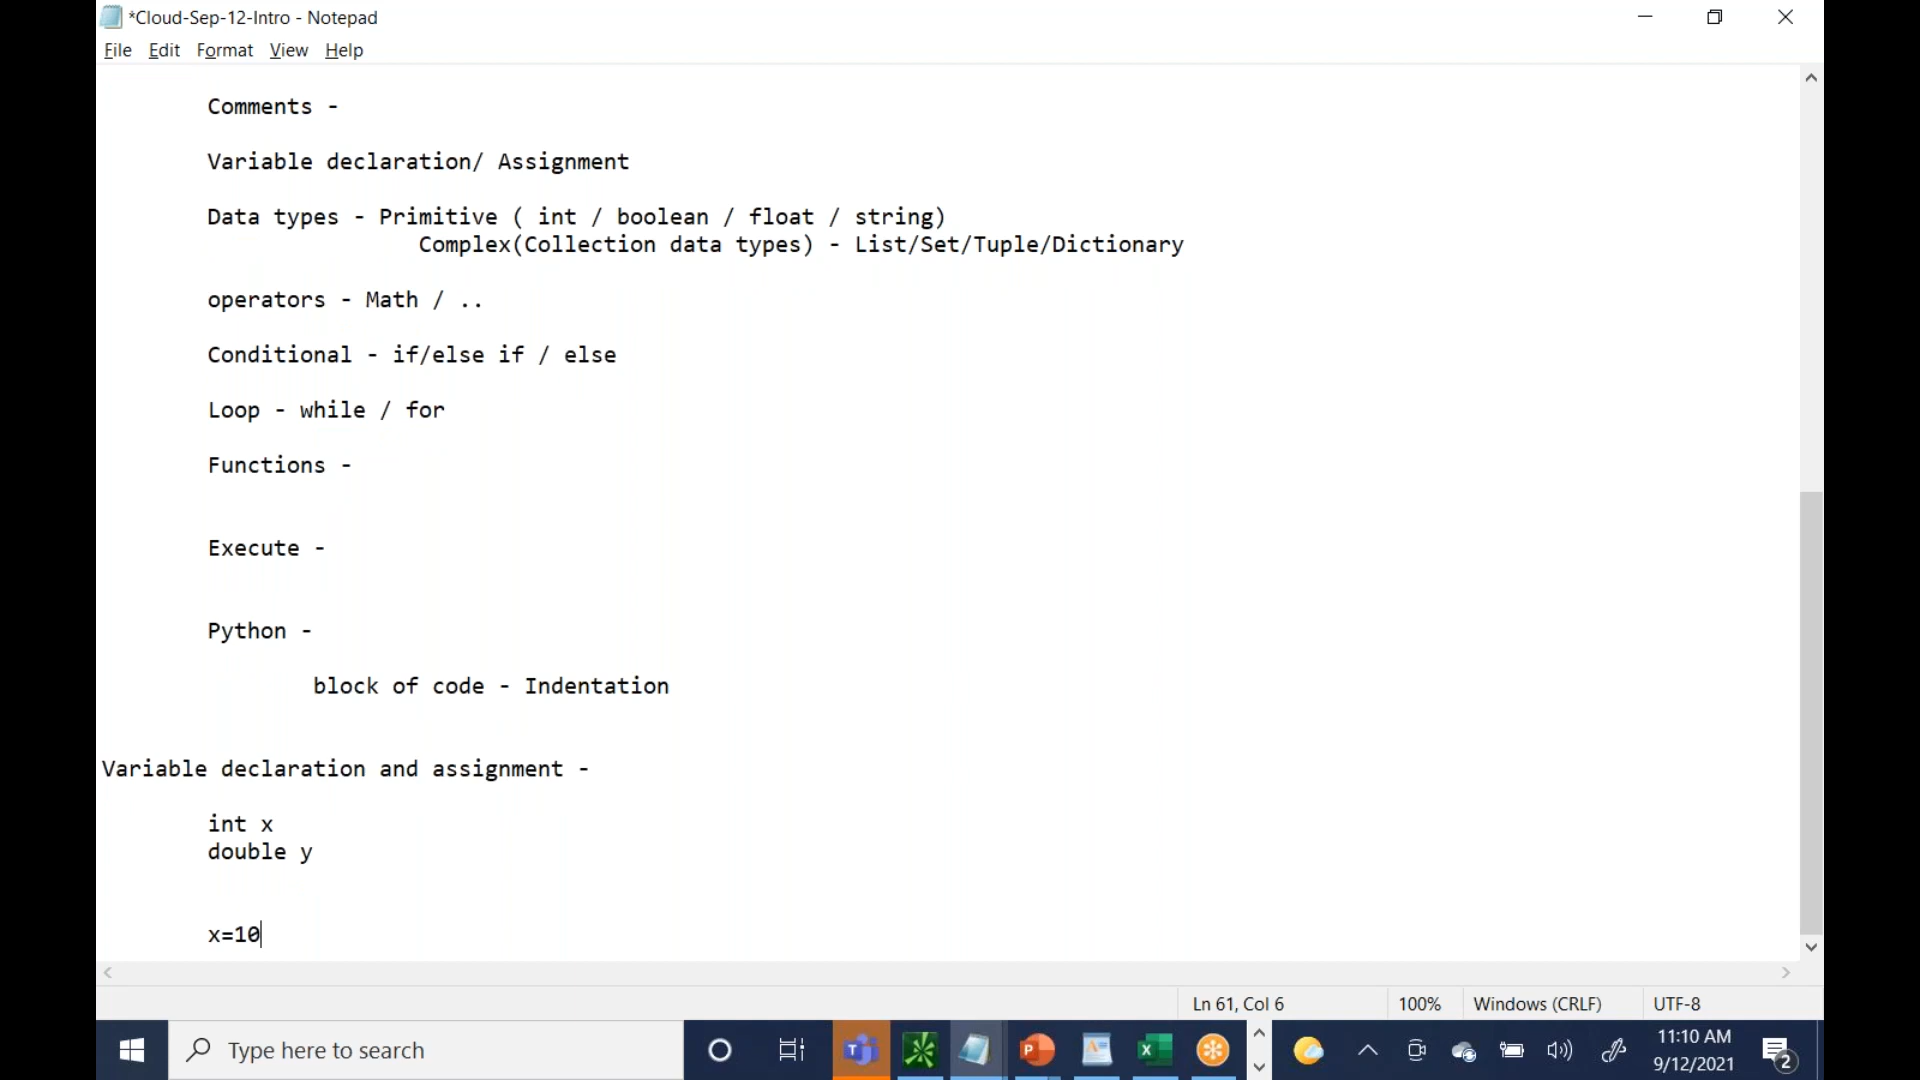 *Cloud-Sep-12-Intro - Notepad
File Edit Format View Help
Comments -
Variable declaration/ Assignment
Data types - Primitive ( int / boolean / float / string)
Complex(Collection data types) - List/Set/Tuple/Dictionary
operators - Math / ..
Conditional - if/else if / else
Loop - while / for
Functions -
Execute -
Python -
block of code - Indentation
Variable declaration and assignment -
int x
double y
x=10
Ln 61, Col 6 100% Windows (CRLF) UTF-8
Type here to search
11:10 AM
9/12/2021
2